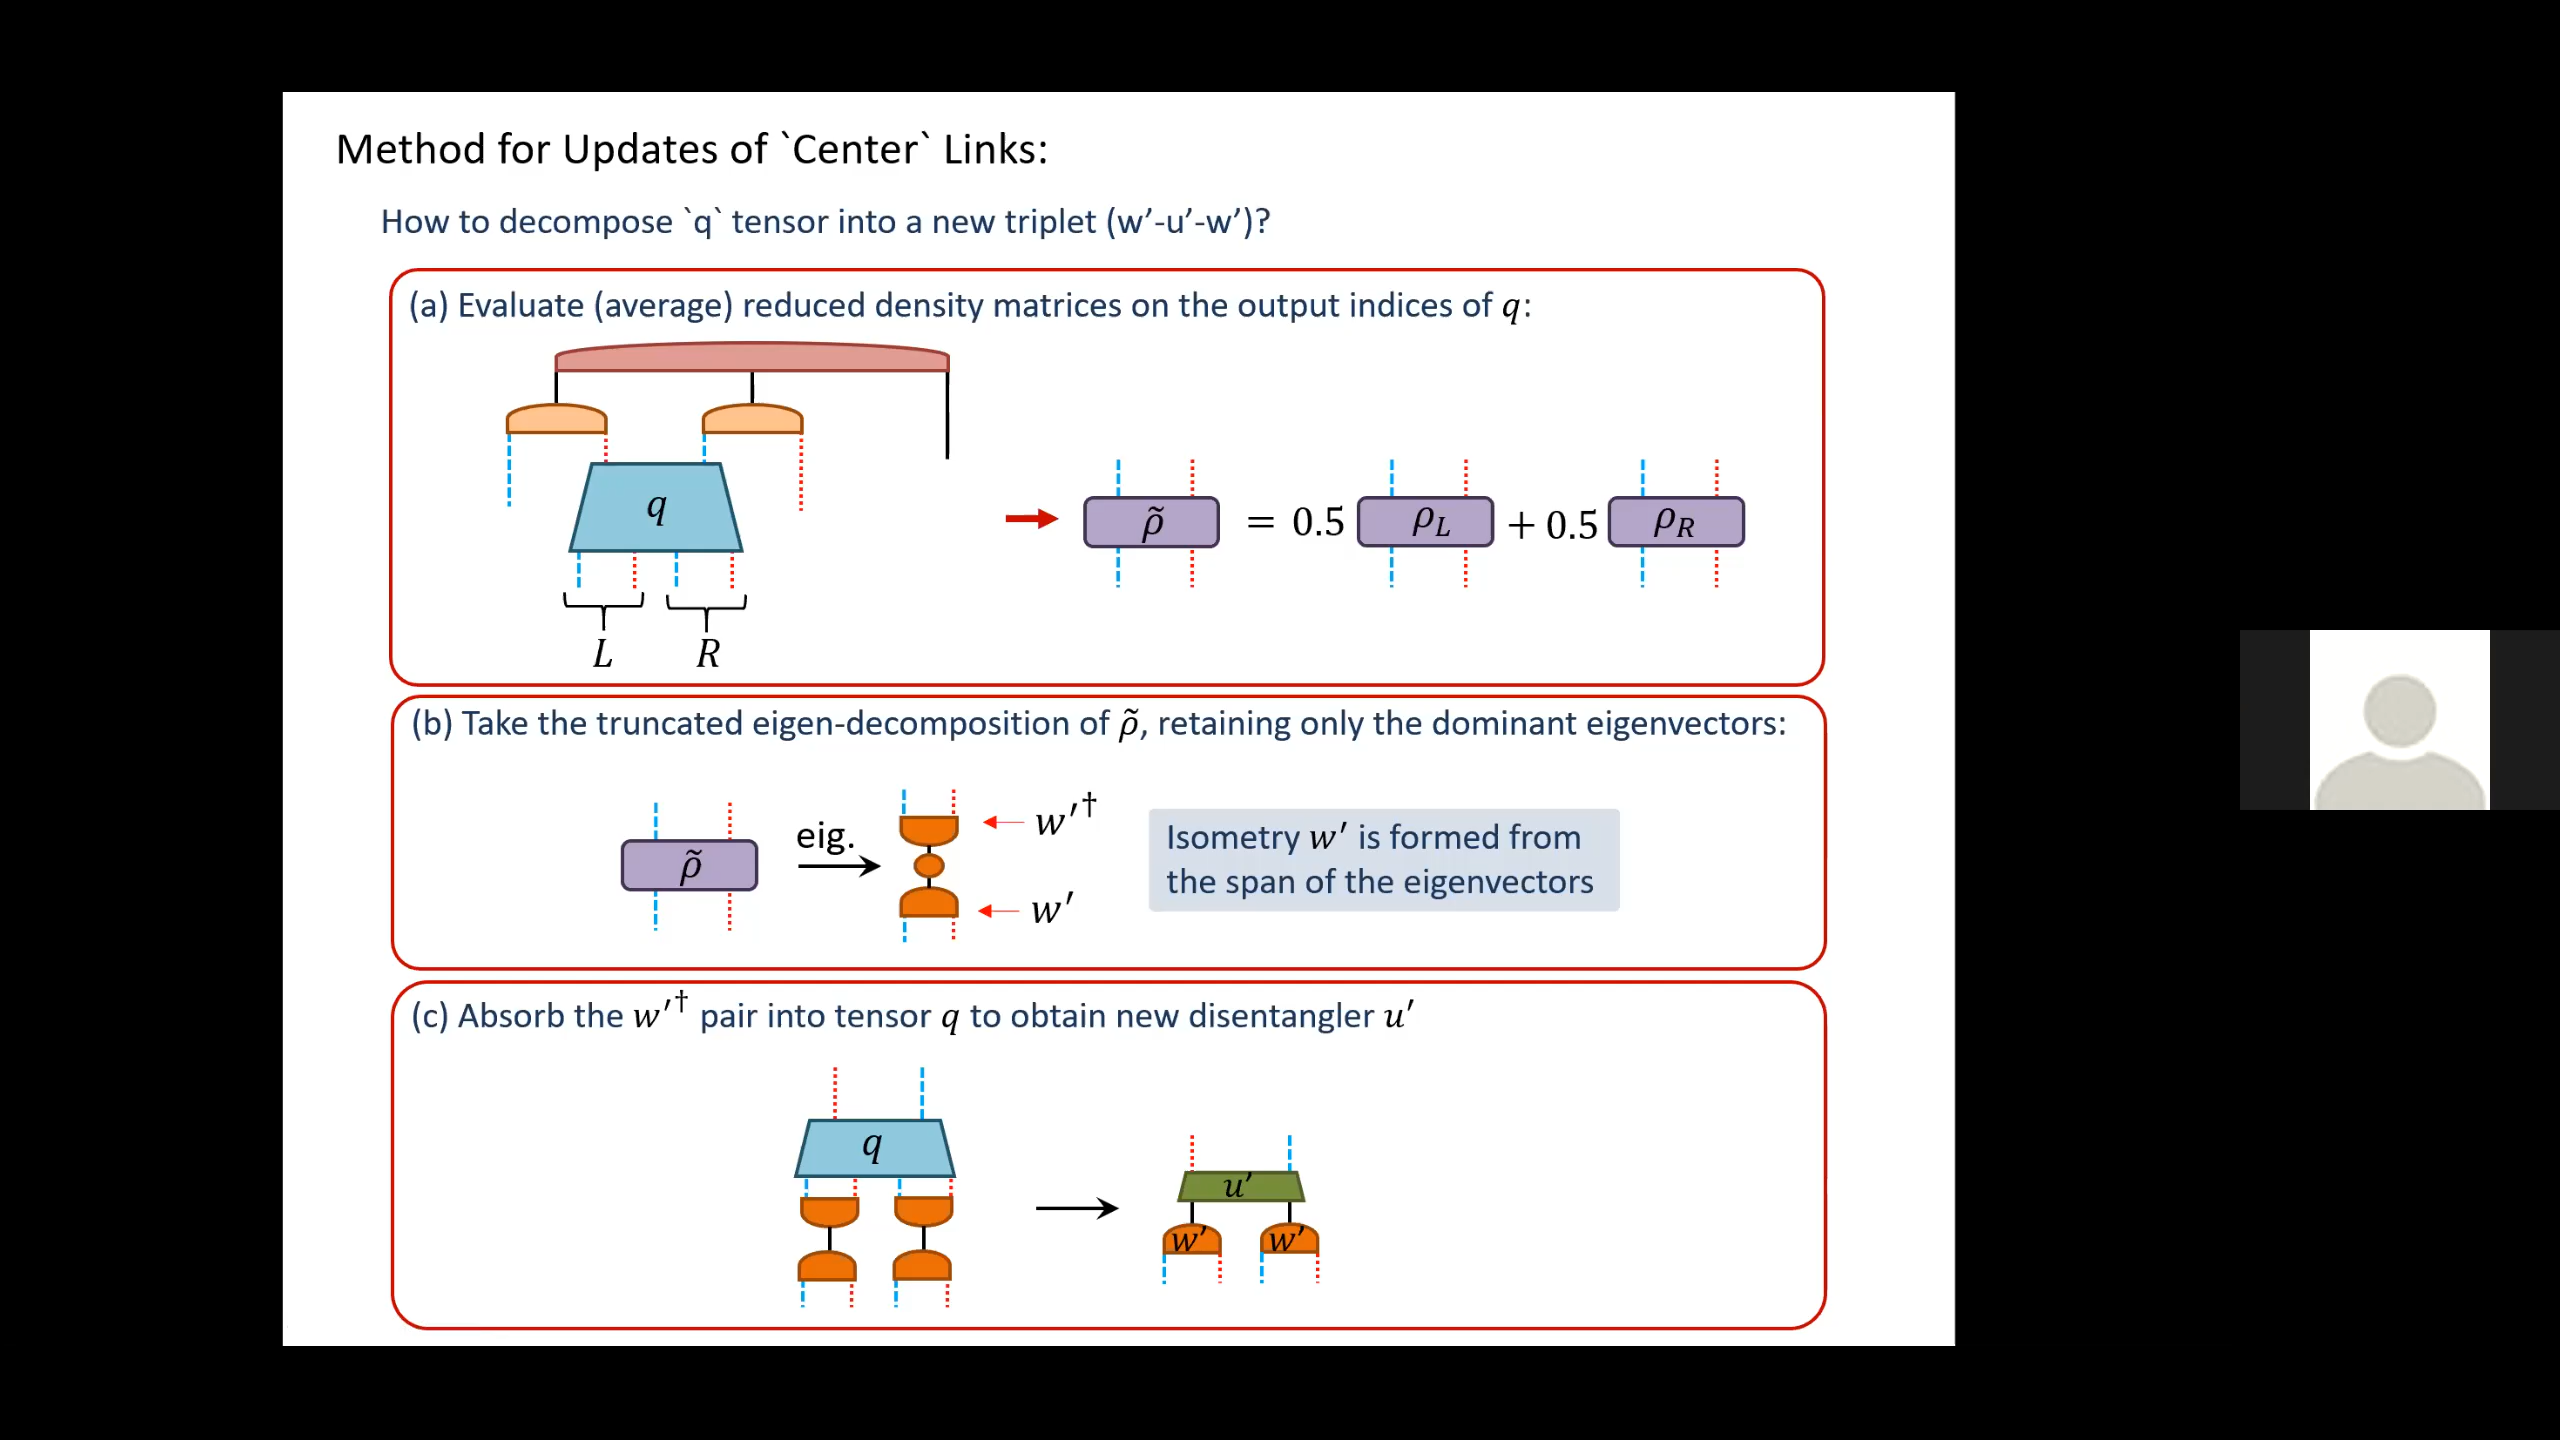 Method for Updates of `Center` Links:
How to decompose `q` tensor into a new triplet (w’-u’-w’)?
(a) Evaluate (average) reduced density matrices on the output indices of q:
q
L R
ρ̃ = 0.5 ρ_L + 0.5 ρ_R
(b) Take the truncated eigen-decomposition of ρ̃, retaining only the dominant eigenvectors:
ρ̃
eig.
w′†
w′
Isometry w′ is formed from
the span of the eigenvectors
(c) Absorb the w′† pair into tensor q to obtain new disentangler u′
q
u′
w′ w′